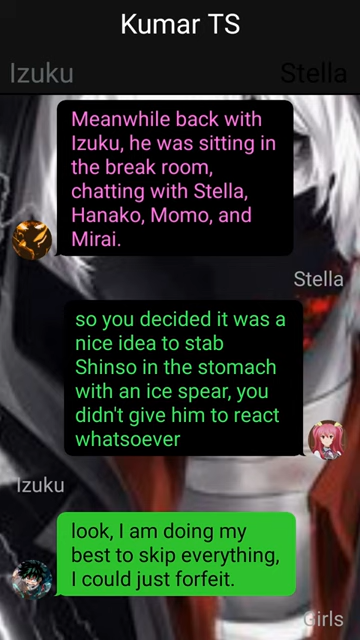 Kumar TS
Izuku
Stella
Meanwhile back with
Izuku, he was sitting in
the break room,
chatting with Stella,
Hanako, Momo, and
Mirai.
Stella
so you decided it was a
nice idea to stab
Shinso in the stomach
with an ice spear, you
didn't give him to react
whatsoever
Izuku
look, I am doing my
best to skip everything,
I could just forfeit.
Girls